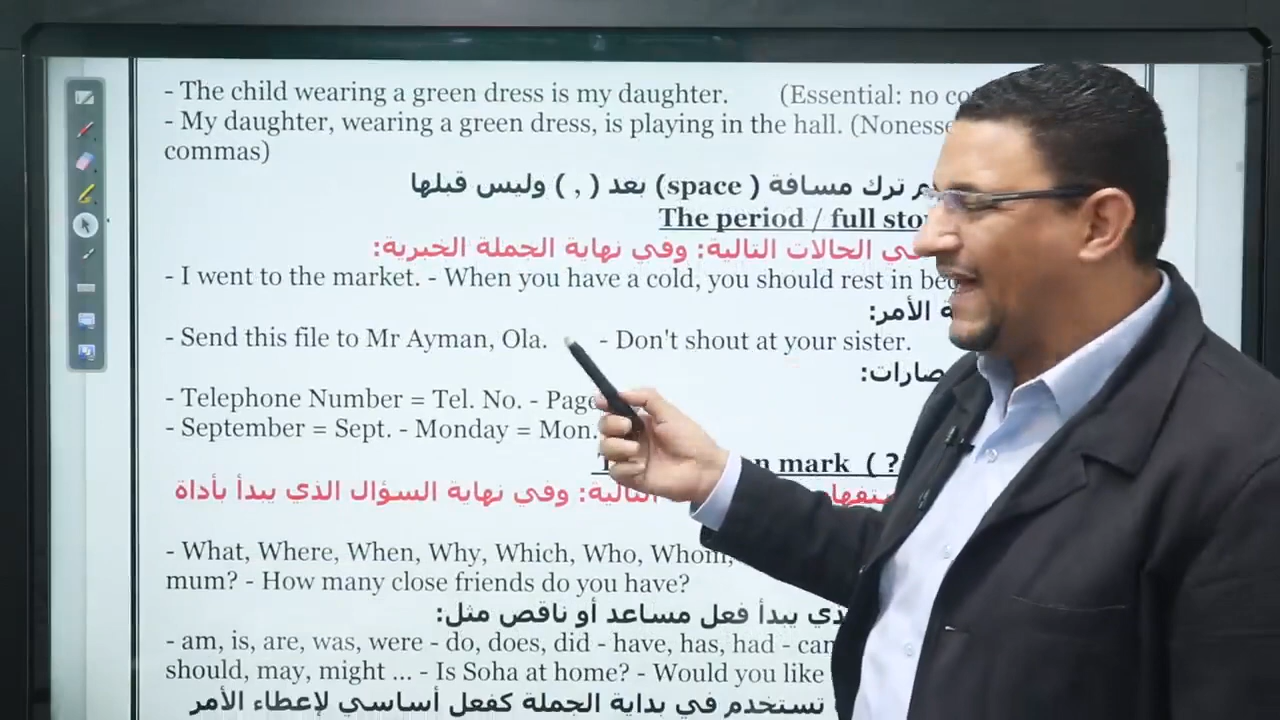 - The child wearing a green dress is my daughter. (Essential: no
- My daughter, wearing a green dress, is playing in the hall.
commas)
ترك مسافة ( space) بعد ( , ) وليس قبلها
The period / full
الحالات التالية: وفي نهاية الجملة الخبرية:
- I went to the market. - When you have a cold, you should rest in
الأمر:
- Send this file to Mr Ayman, Ola. - Don't shout at your sister.
- Telephone Number = Tel. No. - Page
- September = Sept. - Monday = Mon.
mark ( ?
التالية: وفي نهاية السؤال الذي يبدأ بأداة
- What, Where, When, Why, Which, Who, Whom,
mum? - How many close friends do you have?
يبدأ فعل مساعد أو ناقص مثل:
- am, is, are, was, were - do, does, did - have, has, had -
should, may, might ... - Is Soha at home? - Would you like
تستخدم في بداية الجملة كفعل أساسي لإعطاء الأمر